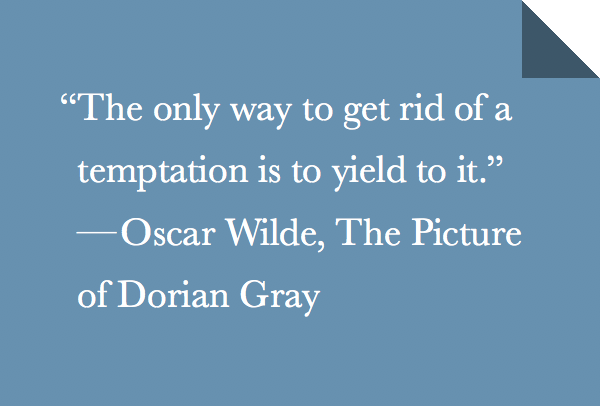 “The only way to get rid of a
temptation is to yield to it.”
—Oscar Wilde, The Picture
of Dorian Gray